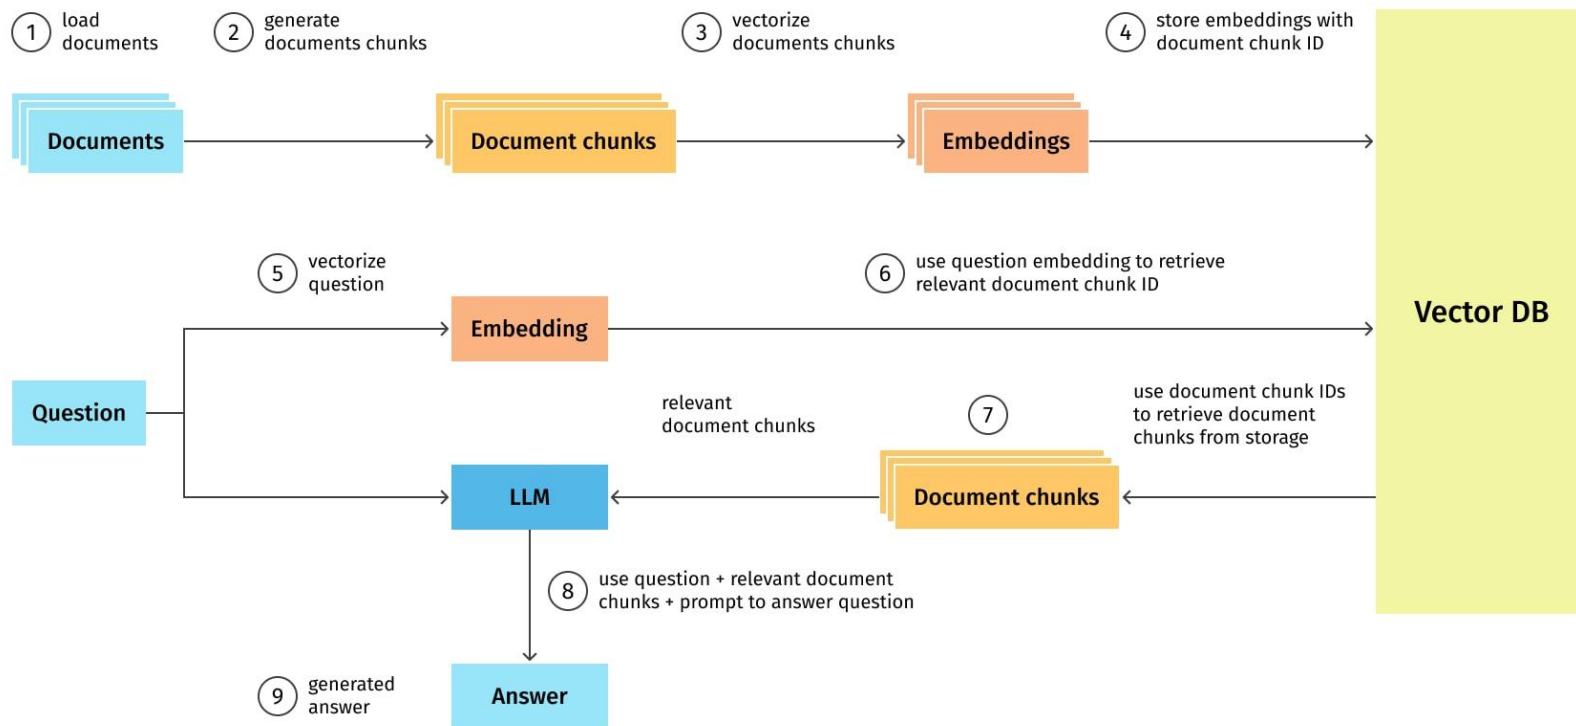 1
load
documents
2
generate
documents chunks
3
vectorize
documents chunks
4
store embeddings with
document chunk ID
Documents
Document chunks
Embeddings
Vector DB
5
vectorize
question
6
use question embedding to retrieve
relevant document chunk ID
Embedding
Question
relevant
document chunks
7
use document chunk IDs
to retrieve document
chunks from storage
LLM
Document chunks
8
use question + relevant document
chunks + prompt to answer question
9
generated
answer
Answer